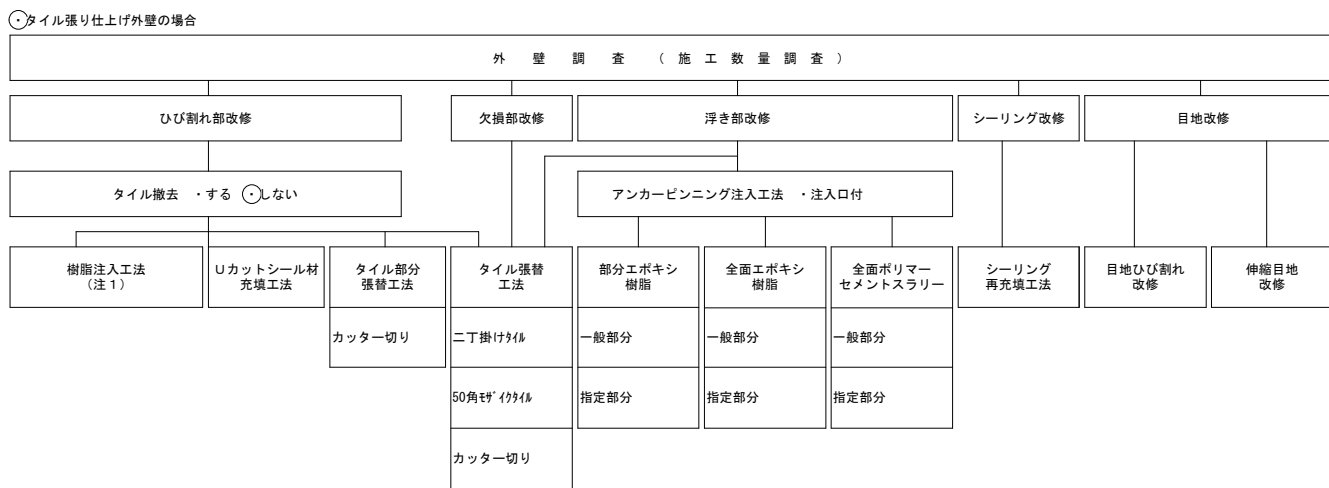 ⊙タイル張り仕上げ外壁の場合
外 壁 調 査 ( 施 工 数 量 調 査 )
ひび割れ部改修
欠損部改修
浮き部改修
シーリング改修
目地改修
タイル撤去 ・する ⊙しない
アンカーピンニング注入工法 ・注入口付
樹脂注入工法
(注1)
Uカットシール材
充填工法
タイル部分
張替工法
タイル張替
工法
部分エポキシ
樹脂
全面エポキシ
樹脂
全面ポリマー
セメントスラリー
シーリング
再充填工法
目地ひび割れ
改修
伸縮目地
改修
カッター切り
二丁掛けタイル
一般部分
一般部分
一般部分
50角モザイクタイル
指定部分
指定部分
指定部分
カッター切り